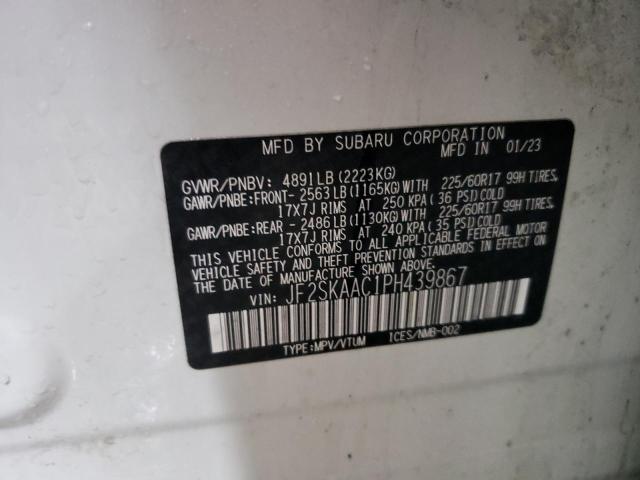 MFD BY SUBARU CORPORATION
MFD IN 01/23
GVWR/PNBV: 4891LB(2223KG)
GAWR/PNBE:FRONT- 2563LB(1165KG)WITH 225/60R17 99H TIRES,
17X7J RIMS AT 250 KPA (36 PSI)COLD
GAWR/PNBE:REAR - 2486LB(1130KG)WITH 225/60R17 99H TIRES,
17X7J RIMS AT 240 KPA (35 PSI)COLD
THIS VEHICLE CONFORMS TO ALL APPLICABLE FEDERAL MOTOR
VEHICLE SAFETY AND THEFT PREVENTION STANDARDS IN EFFECT ON
THE DATE OF MANUFACTURE SHOWN ABOVE.
VIN: JF2SKAAC1PH439867
TYPE:MPV/VTUM ICES/NMB-002